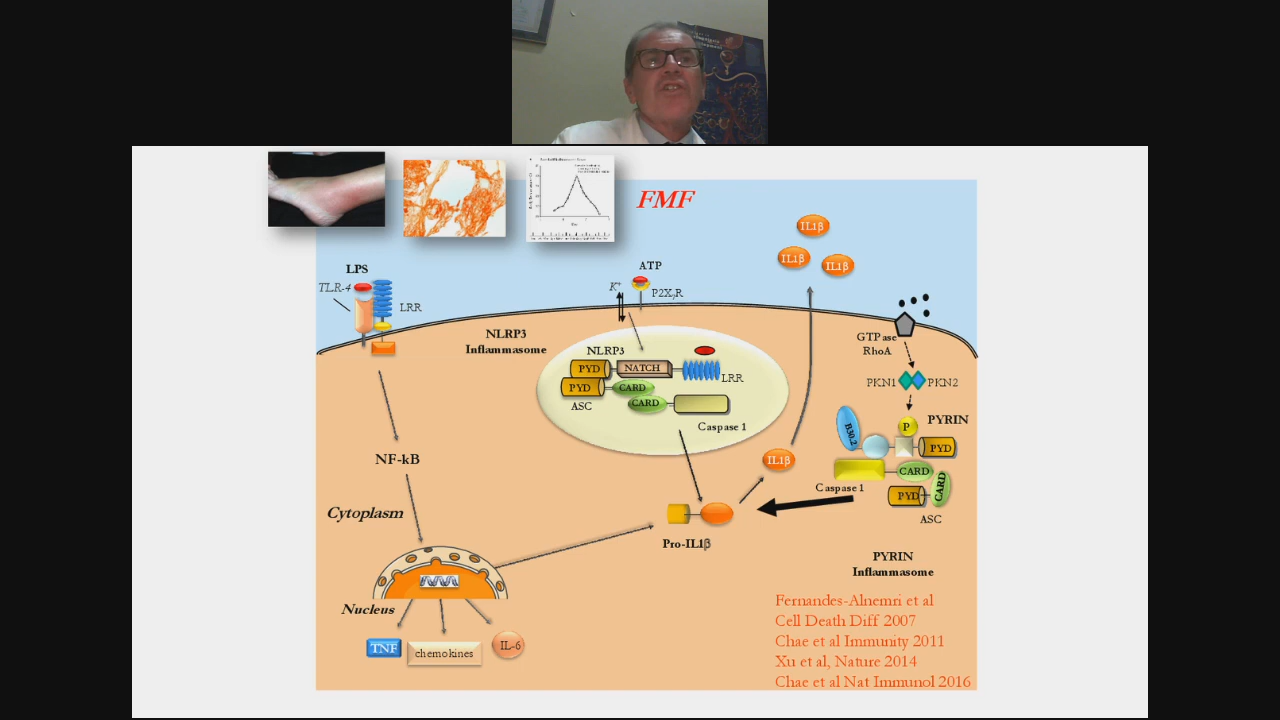 FMF
IL1β
IL1β
IL1β
LPS
TLR-4
LRR
ATP
K+
P2X7R
NLRP3
Inflammasome
NLRP3
PYD
NATCH
LRR
PYD
CARD
CARD
ASC
Caspase 1
GTPase
RhoA
PKN1
PKN2
P
PYRIN
B30.2
PYD
CARD
Caspase 1
PYD
CARD
ASC
IL1β
NF-kB
Cytoplasm
Pro-IL1β
PYRIN
Inflammasome
Nucleus
TNF
chemokines
IL-6
Fernandes-Alnemri et al
Cell Death Diff 2007
Chae et al Immunity 2011
Xu et al, Nature 2014
Chae et al Nat Immunol 2016